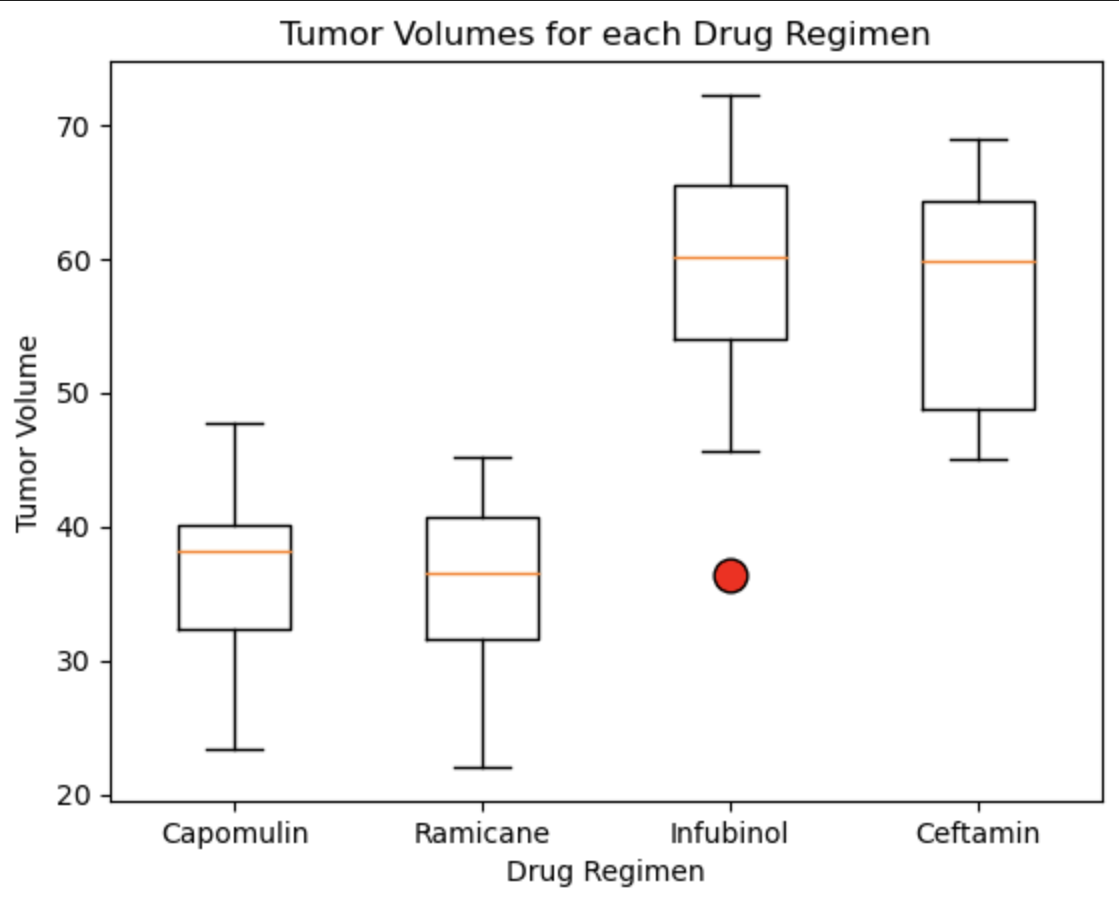 Tumor Volumes for each Drug Regimen
Tumor Volume
70
60
50
40
30
20
Capomulin Ramicane Infubinol Ceftamin
Drug Regimen